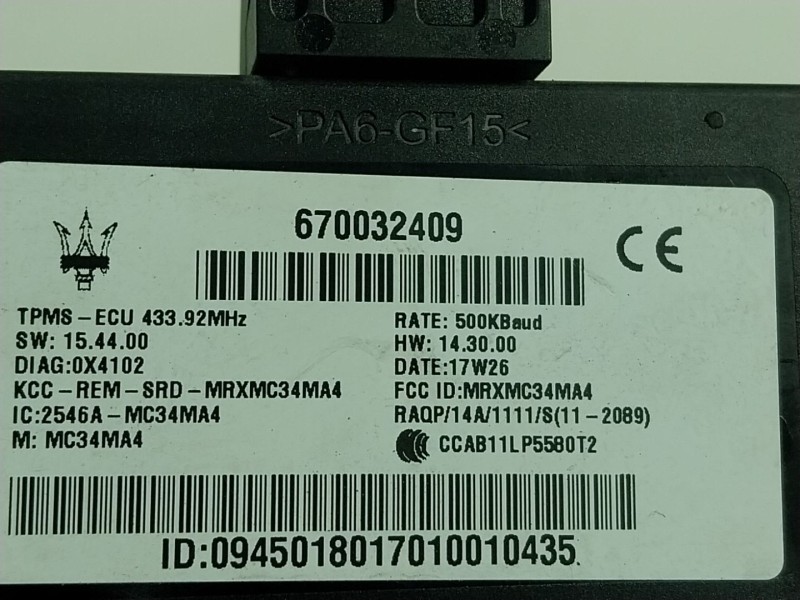 >PA6-GF15<
670032409
CE
TPMS-ECU 433.92MHz
SW: 15.44.00
DIAG:0X4102
KCC-REM-SRD-MRXMC34MA4
IC:2546A-MC34MA4
M: MC34MA4
RATE: 500KBaud
HW: 14.30.00
DATE:17W26
FCC ID:MRXMC34MA4
RAQP/14A/1111/S(11-2089)
CCAB11LP5580T2
ID:0945018017010010435